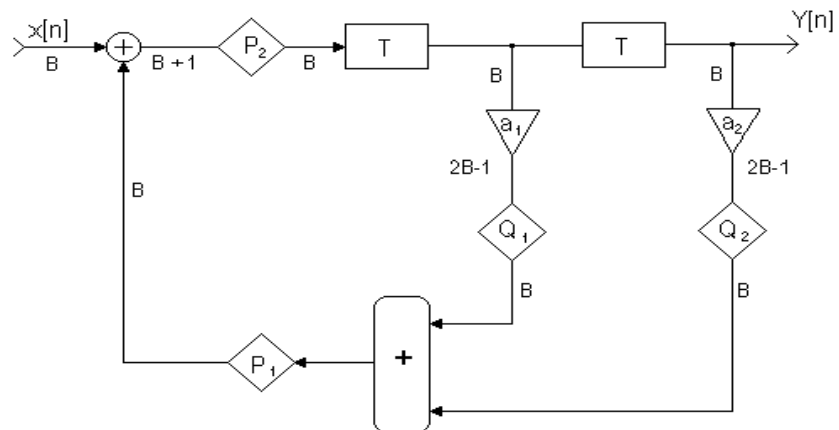 x[n]
Y[n]
+
P₂
T
T
B
B + 1
B
B
B
a₁
a₂
2B-1
2B-1
B
Q₁
Q₂
B
B
+
P₁